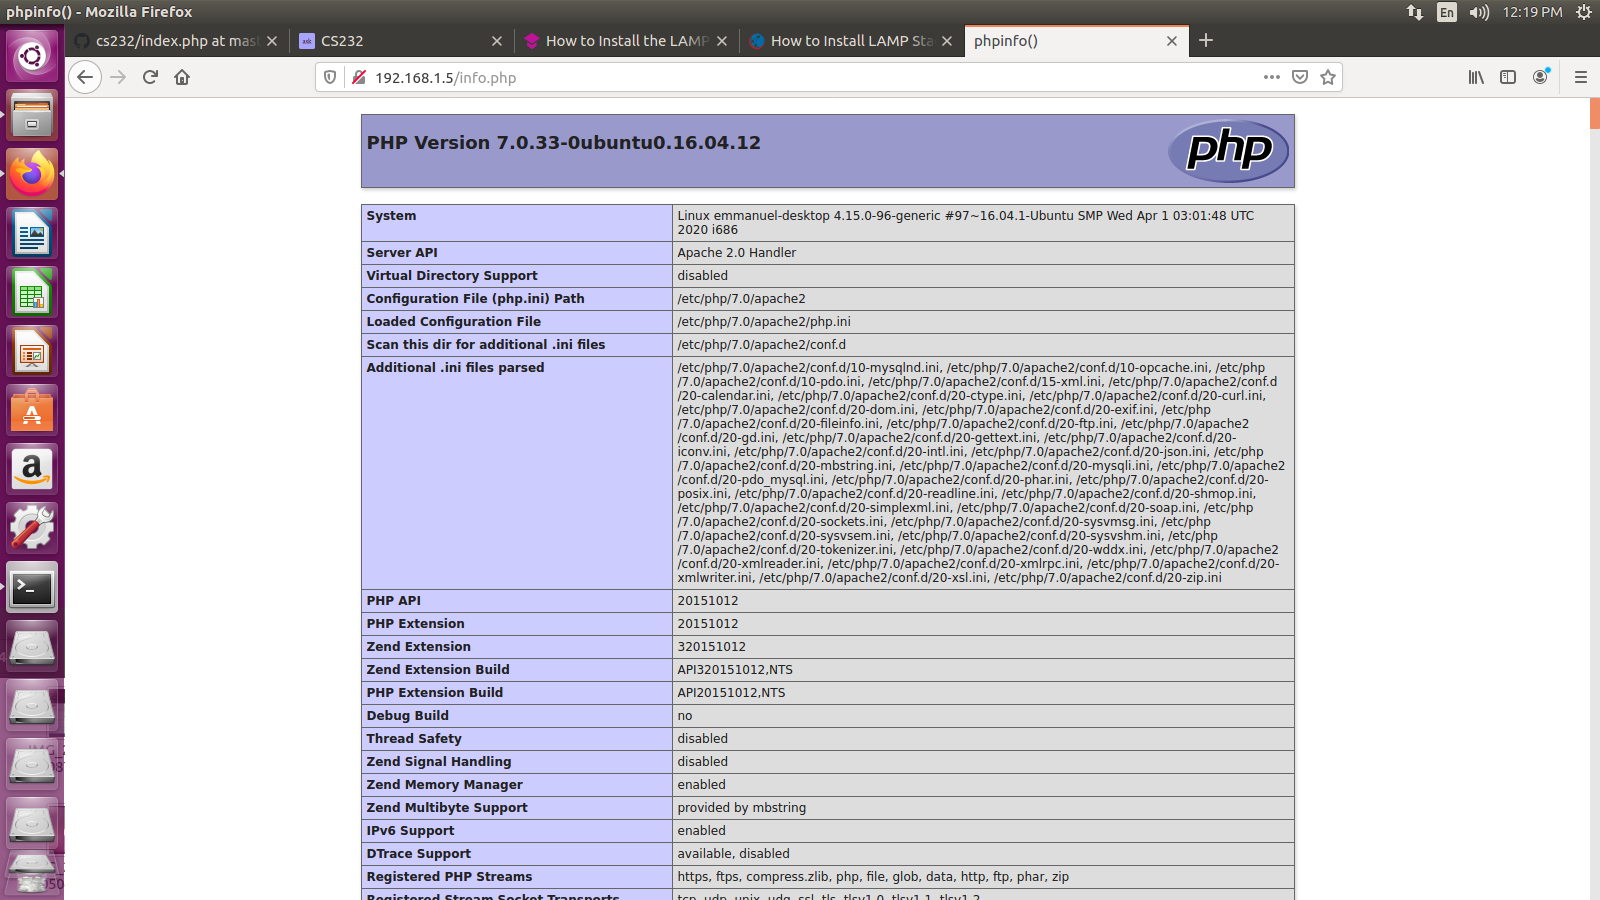 phpinfo() - Mozilla Firefox
En
12:19 PM
cs232/index.php at mast
ask
CS232
How to Install the LAMP
How to Install LAMP Sta
phpinfo()
192.168.1.5/info.php
PHP Version 7.0.33-0ubuntu0.16.04.12
php
System
Linux emmanuel-desktop 4.15.0-96-generic #97~16.04.1-Ubuntu SMP Wed Apr 1 03:01:48 UTC
2020 i686
Server API
Apache 2.0 Handler
Virtual Directory Support
disabled
Configuration File (php.ini) Path
/etc/php/7.0/apache2
Loaded Configuration File
/etc/php/7.0/apache2/php.ini
Scan this dir for additional .ini files
/etc/php/7.0/apache2/conf.d
Additional .ini files parsed
/etc/php/7.0/apache2/conf.d/10-mysqlnd.ini, /etc/php/7.0/apache2/conf.d/10-opcache.ini, /etc/php
/7.0/apache2/conf.d/10-pdo.ini, /etc/php/7.0/apache2/conf.d/15-xml.ini, /etc/php/7.0/apache2/conf.d
/20-calendar.ini, /etc/php/7.0/apache2/conf.d/20-ctype.ini, /etc/php/7.0/apache2/conf.d/20-curl.ini,
/etc/php/7.0/apache2/conf.d/20-dom.ini, /etc/php/7.0/apache2/conf.d/20-exif.ini, /etc/php
/7.0/apache2/conf.d/20-fileinfo.ini, /etc/php/7.0/apache2/conf.d/20-ftp.ini, /etc/php/7.0/apache2
/conf.d/20-gd.ini, /etc/php/7.0/apache2/conf.d/20-gettext.ini, /etc/php/7.0/apache2/conf.d/20-
iconv.ini, /etc/php/7.0/apache2/conf.d/20-intl.ini, /etc/php/7.0/apache2/conf.d/20-json.ini, /etc/php
/7.0/apache2/conf.d/20-mbstring.ini, /etc/php/7.0/apache2/conf.d/20-mysqli.ini, /etc/php/7.0/apache2
/conf.d/20-pdo_mysql.ini, /etc/php/7.0/apache2/conf.d/20-phar.ini, /etc/php/7.0/apache2/conf.d/20-
posix.ini, /etc/php/7.0/apache2/conf.d/20-readline.ini, /etc/php/7.0/apache2/conf.d/20-shmop.ini,
/etc/php/7.0/apache2/conf.d/20-simplexml.ini, /etc/php/7.0/apache2/conf.d/20-soap.ini, /etc/php
/7.0/apache2/conf.d/20-sockets.ini, /etc/php/7.0/apache2/conf.d/20-sysvmsg.ini, /etc/php
/7.0/apache2/conf.d/20-sysvsem.ini, /etc/php/7.0/apache2/conf.d/20-sysvshm.ini, /etc/php
/7.0/apache2/conf.d/20-tokenizer.ini, /etc/php/7.0/apache2/conf.d/20-wddx.ini, /etc/php/7.0/apache2
/conf.d/20-xmlreader.ini, /etc/php/7.0/apache2/conf.d/20-xmlrpc.ini, /etc/php/7.0/apache2/conf.d/20-
xmlwriter.ini, /etc/php/7.0/apache2/conf.d/20-xsl.ini, /etc/php/7.0/apache2/conf.d/20-zip.ini
PHP API
20151012
PHP Extension
20151012
Zend Extension
320151012
Zend Extension Build
API320151012,NTS
PHP Extension Build
API20151012,NTS
Debug Build
no
Thread Safety
disabled
Zend Signal Handling
disabled
Zend Memory Manager
enabled
Zend Multibyte Support
provided by mbstring
IPv6 Support
enabled
DTrace Support
available, disabled
Registered PHP Streams
https, ftps, compress.zlib, php, file, glob, data, http, ftp, phar, zip
Registered Stream Socket Transports
tcp, udp, unix, udg, ssl, tls, tlsv1.0, tlsv1.1, tlsv1.2